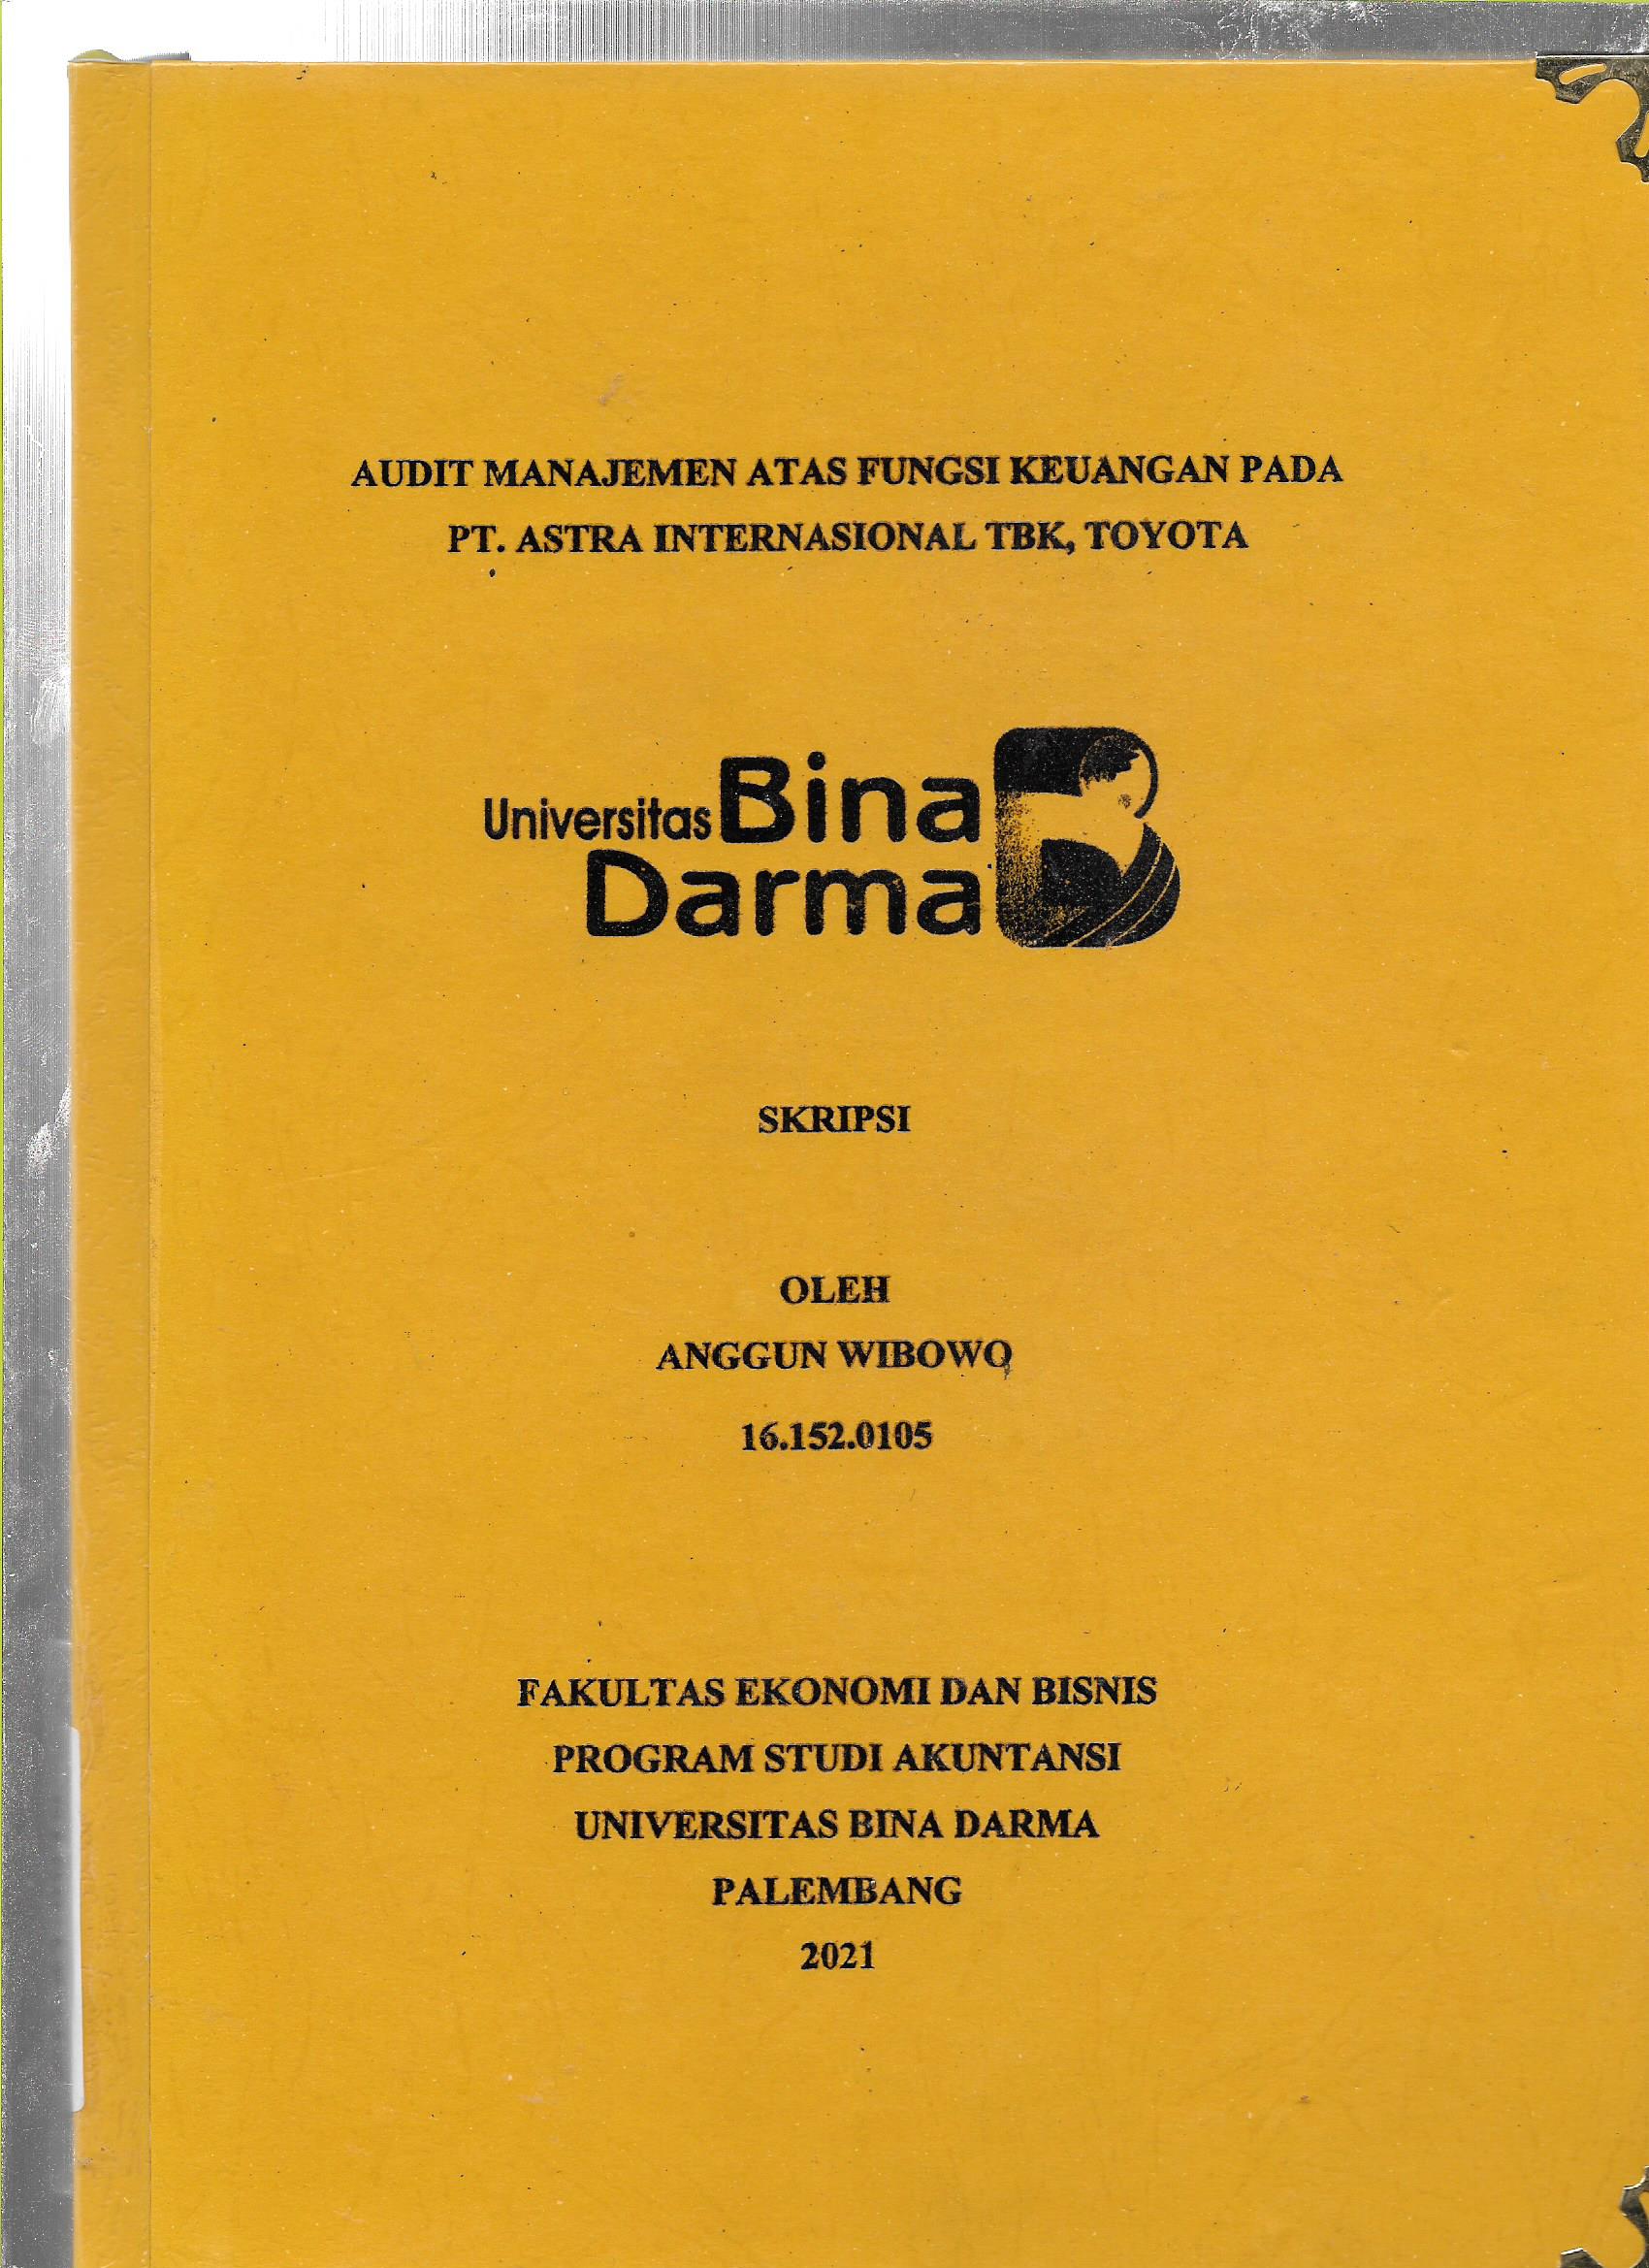 AUDIT MANAJEMEN ATAS FUNGSI KEUANGAN PADA
PT. ASTRA INTERNASIONAL TBK, TOYOTA
Universitas Bina
Darma
SKRIPSI
OLEH
ANGGUN WIBOWO
16.152.0105
FAKULTAS EKONOMI DAN BISNIS
PROGRAM STUDI AKUNTANSI
UNIVERSITAS BINA DARMA
PALEMBANG
2021